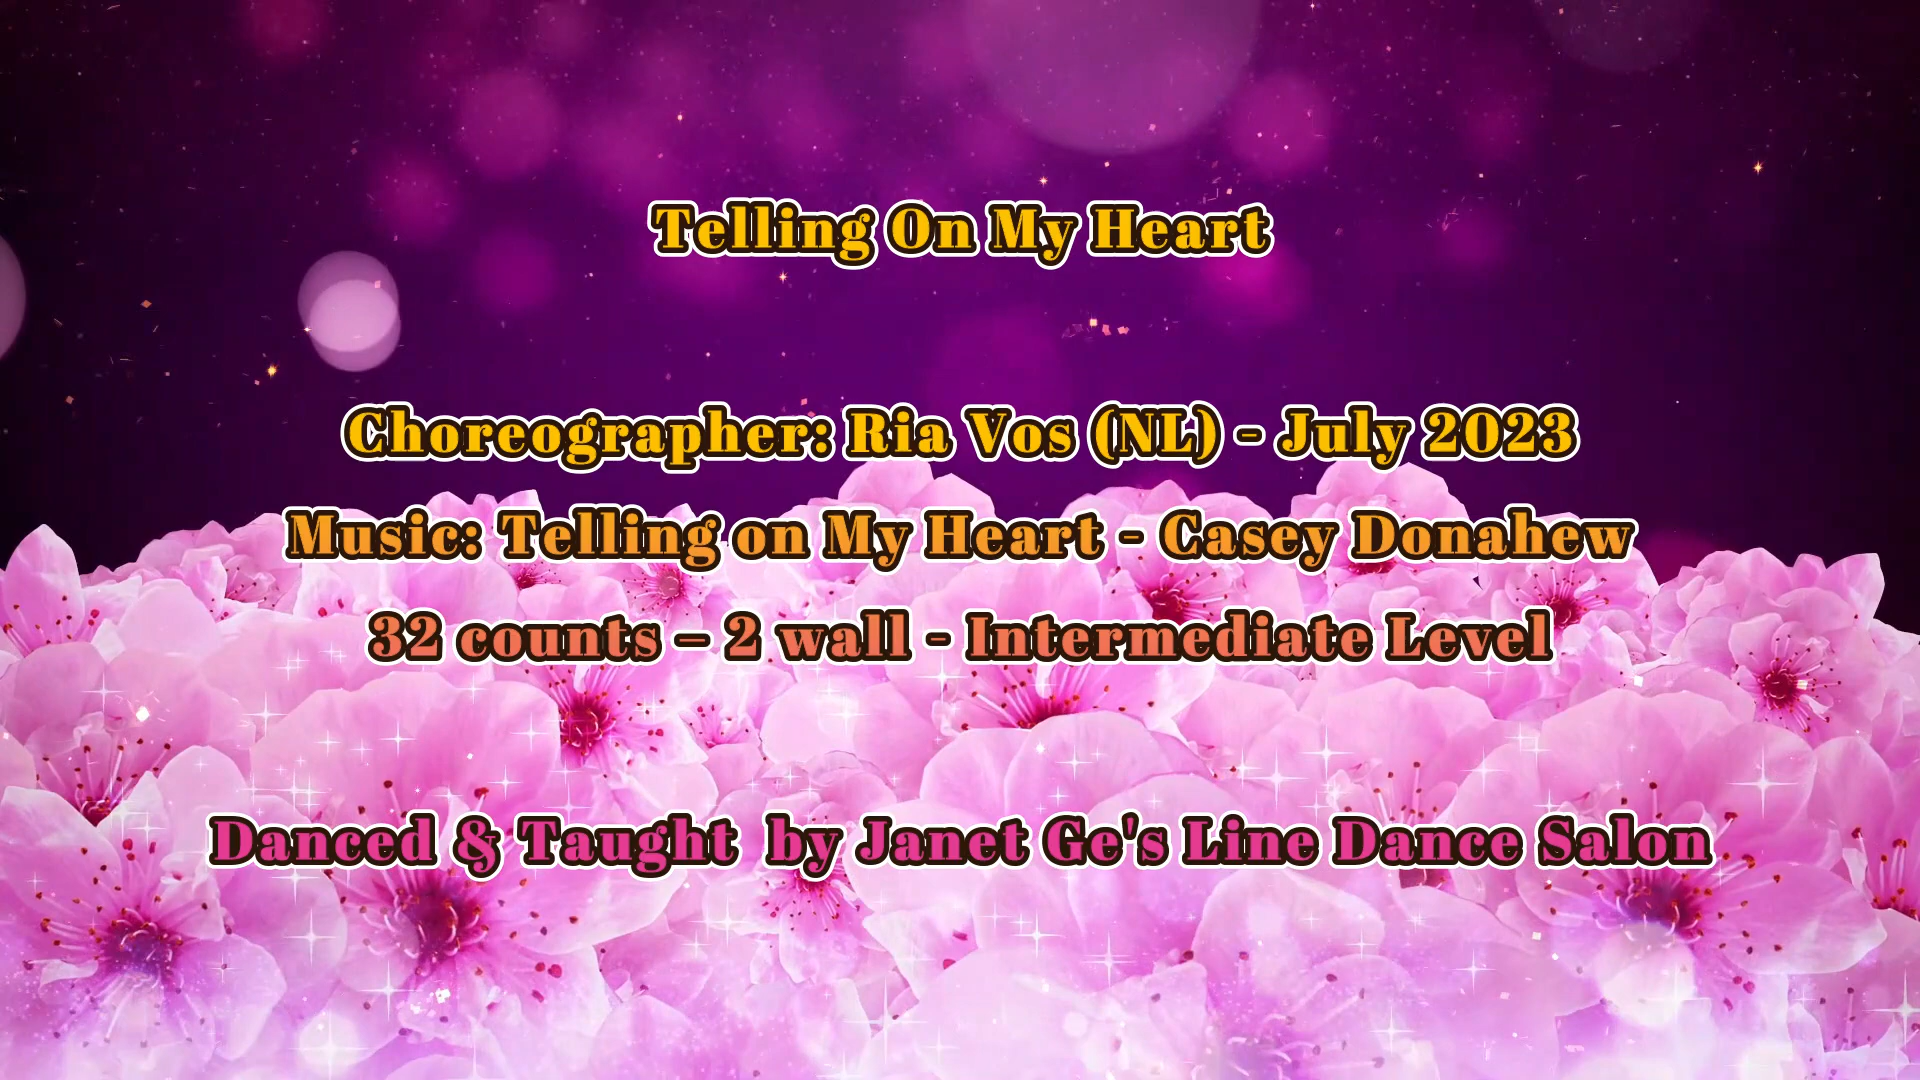 Telling On My Heart
Choreographer: Ria Vos (NL) - July 2023
Music: Telling on My Heart - Casey Donahew
32 counts – 2 wall - Intermediate Level
Danced & Taught  by Janet Ge's Line Dance Salon